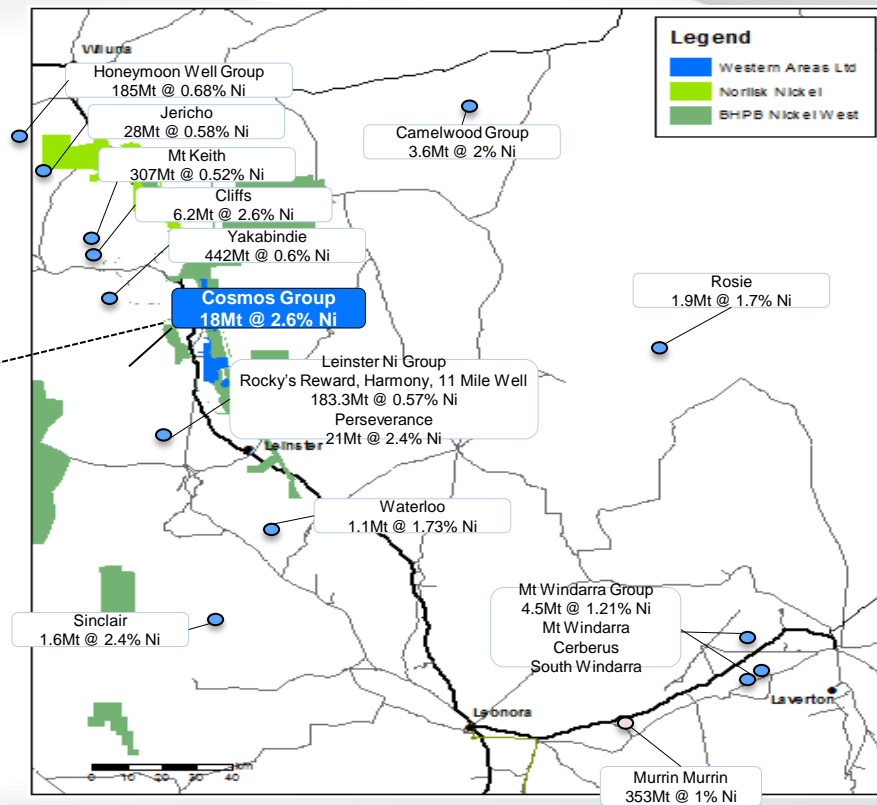 Legend
Western Areas Ltd
Norilsk Nickel
BHPB Nickel West
Wiluna
Honeymoon Well Group
185Mt @ 0.68% Ni
Jericho
28Mt @ 0.58% Ni
Camelwood Group
3.6Mt @ 2% Ni
Mt Keith
307Mt @ 0.52% Ni
Cliffs
6.2Mt @ 2.6% Ni
Yakabindie
442Mt @ 0.6% Ni
Rosie
1.9Mt @ 1.7% Ni
Cosmos Group
18Mt @ 2.6% Ni
Leinster Ni Group
Rocky's Reward, Harmony, 11 Mile Well
183.3Mt @ 0.57% Ni
Perseverance
21Mt @ 2.4% Ni
Leinster
Waterloo
1.1Mt @ 1.73% Ni
Mt Windarra Group
4.5Mt @ 1.21% Ni
Mt Windarra
Cerberus
South Windarra
Sinclair
1.6Mt @ 2.4% Ni
Laverton
Leonora
km
0 10 20 40
Murrin Murrin
353Mt @ 1% Ni